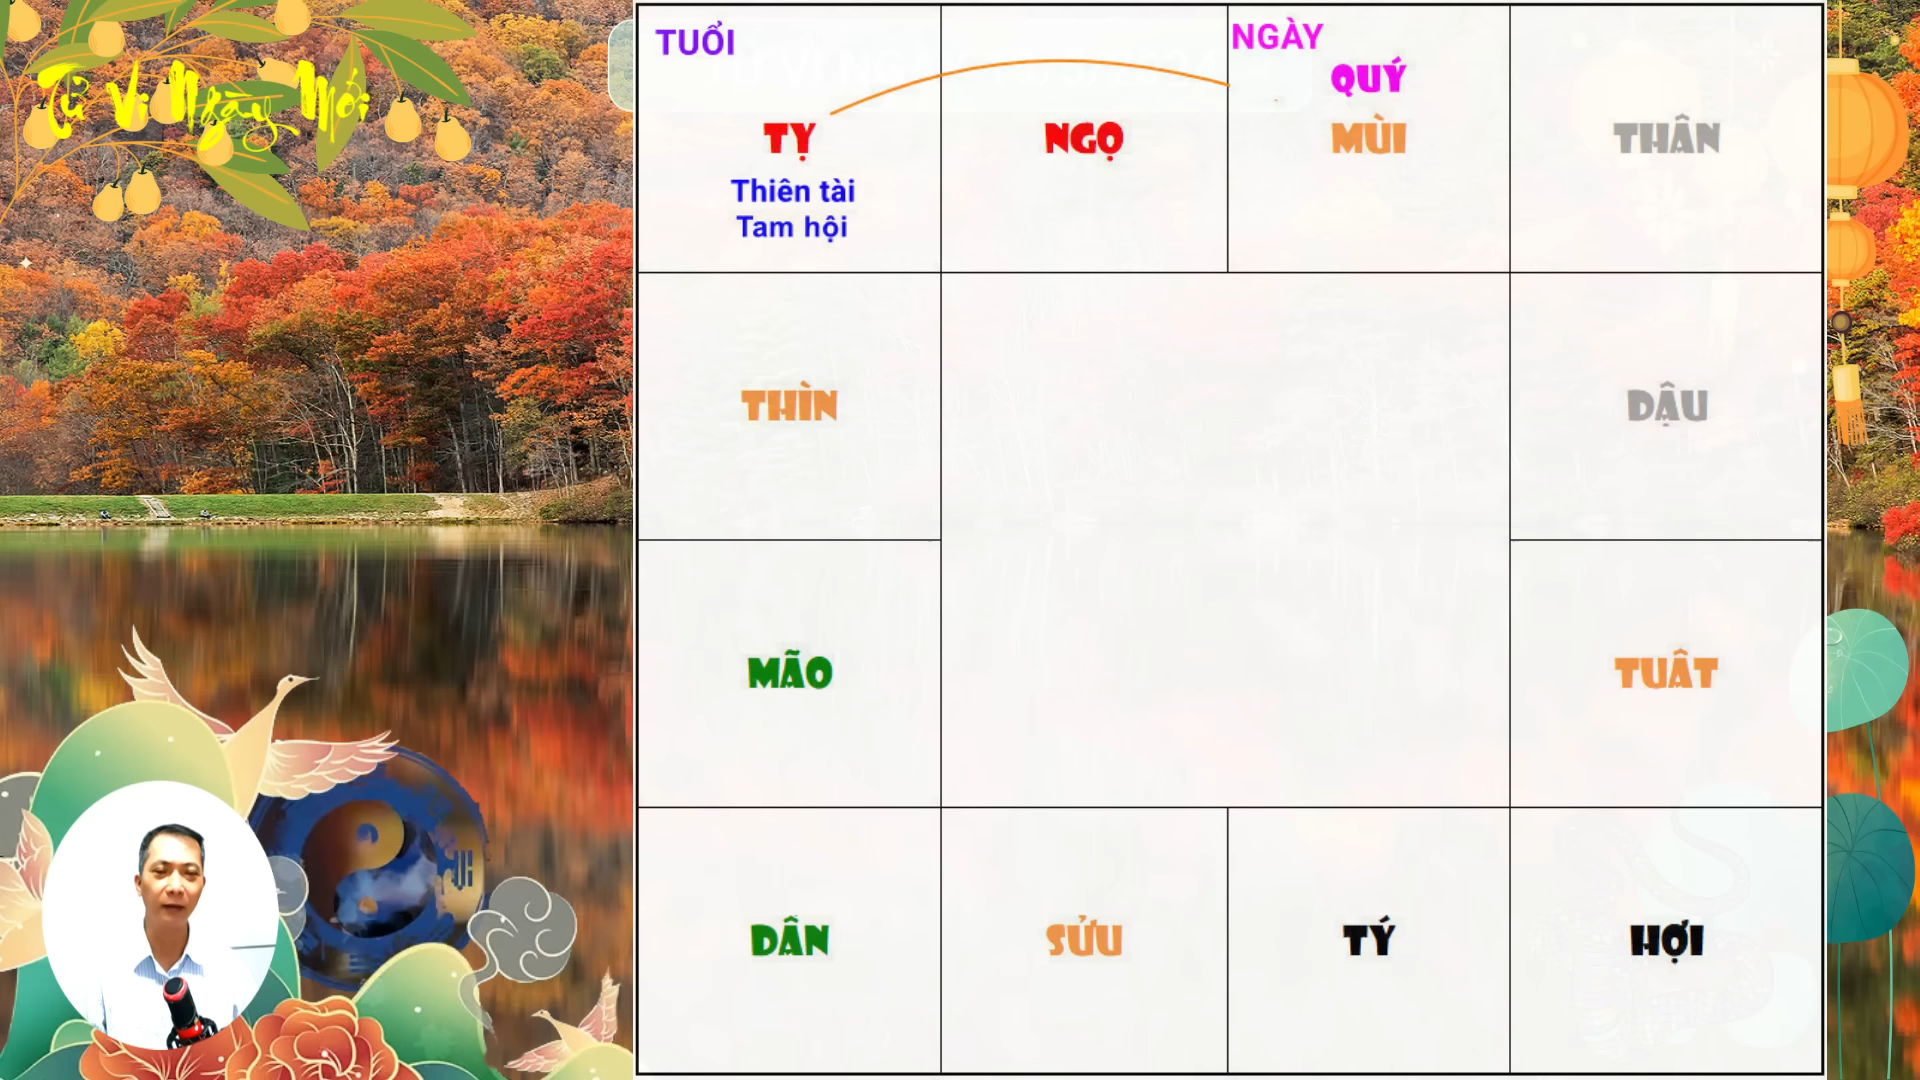 Tử Vi Ngày Mới
TUỔI
TỴ
Thiên tài
Tam hội
NGỌ
NGÀY
QUÝ
MÙI
THÂN
THÌN
DẬU
MÃO
TUẤT
DẦN
SỬU
TÝ
HỢI